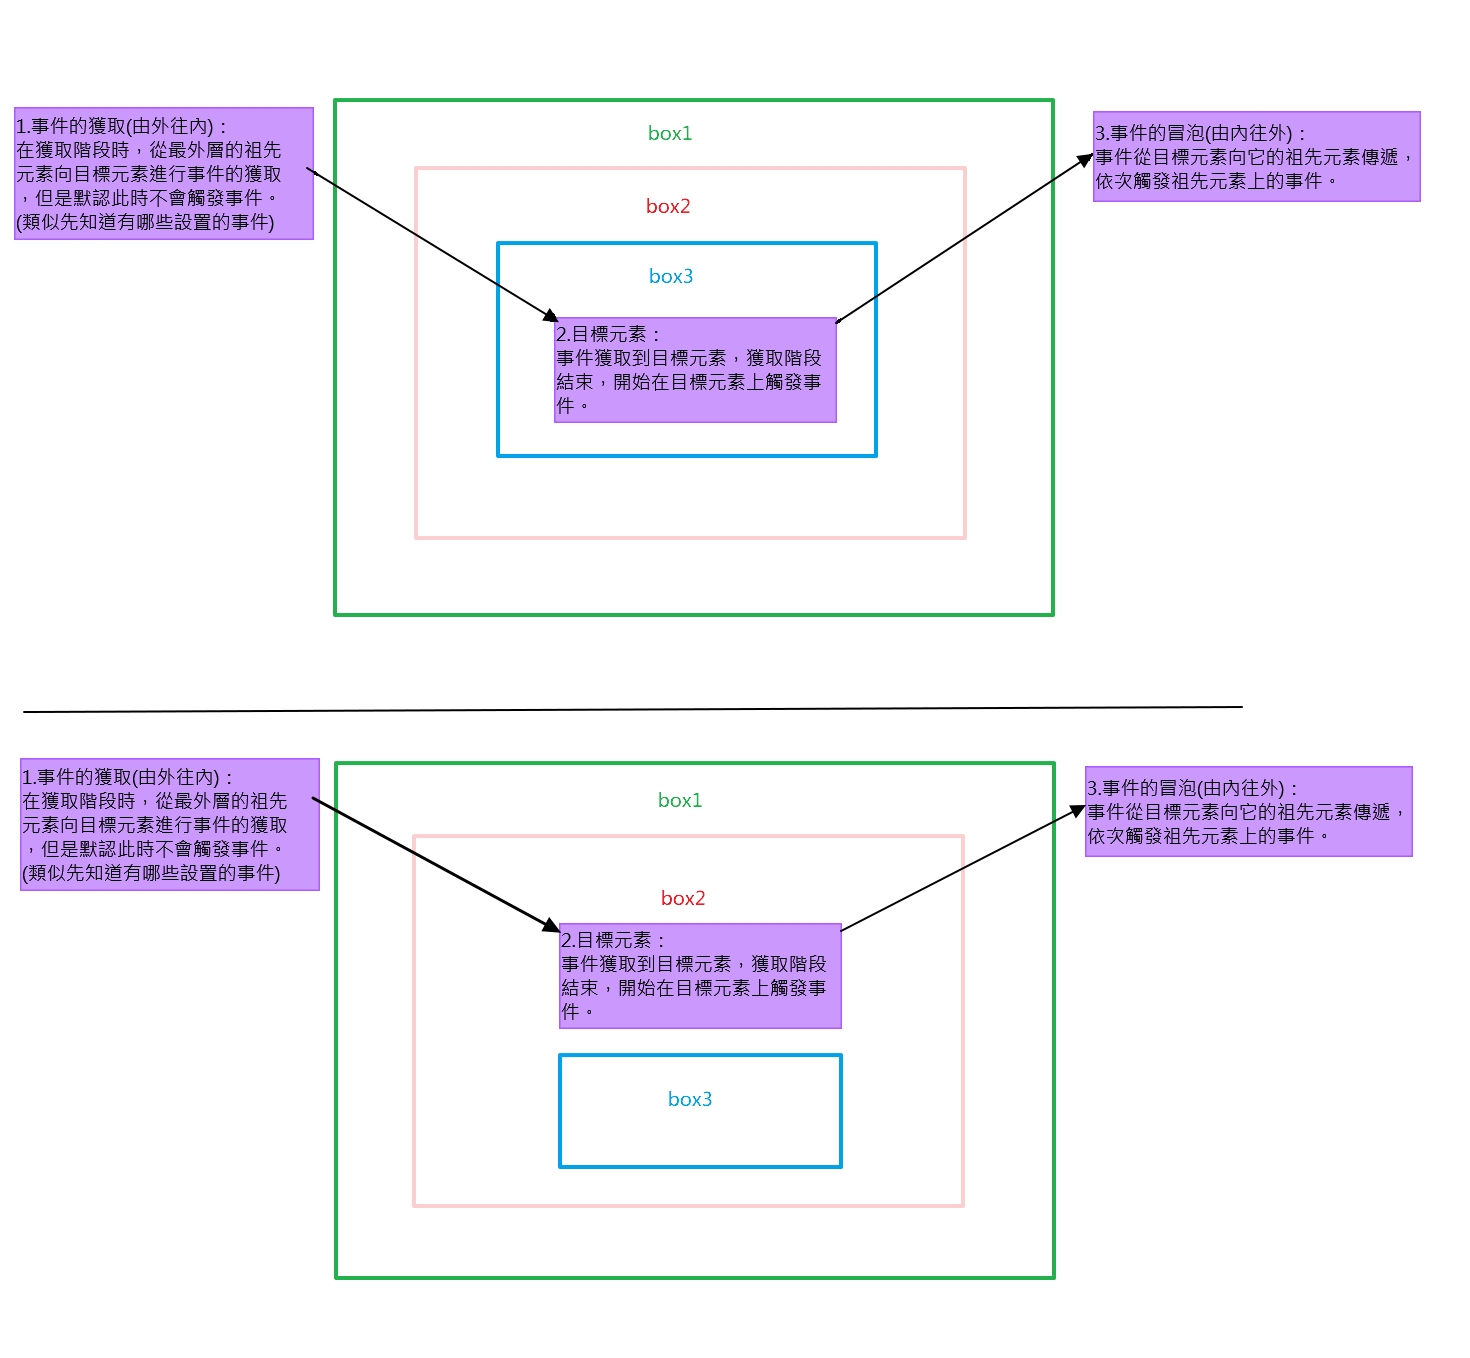 1.事件的獲取(由外往內)：
在獲取階段時，從最外層的祖先
元素向目標元素進行事件的獲取
，但是默認此時不會觸發事件。
(類似先知道有哪些設置的事件)
box1
box2
box3
2.目標元素：
事件獲取到目標元素，獲取階段
結束，開始在目標元素上觸發事
件。
3.事件的冒泡(由內往外)：
事件從目標元素向它的祖先元素傳遞，
依次觸發祖先元素上的事件。
1.事件的獲取(由外往內)：
在獲取階段時，從最外層的祖先
元素向目標元素進行事件的獲取
，但是默認此時不會觸發事件。
(類似先知道有哪些設置的事件)
box1
box2
2.目標元素：
事件獲取到目標元素，獲取階段
結束，開始在目標元素上觸發事
件。
box3
3.事件的冒泡(由內往外)：
事件從目標元素向它的祖先元素傳遞，
依次觸發祖先元素上的事件。